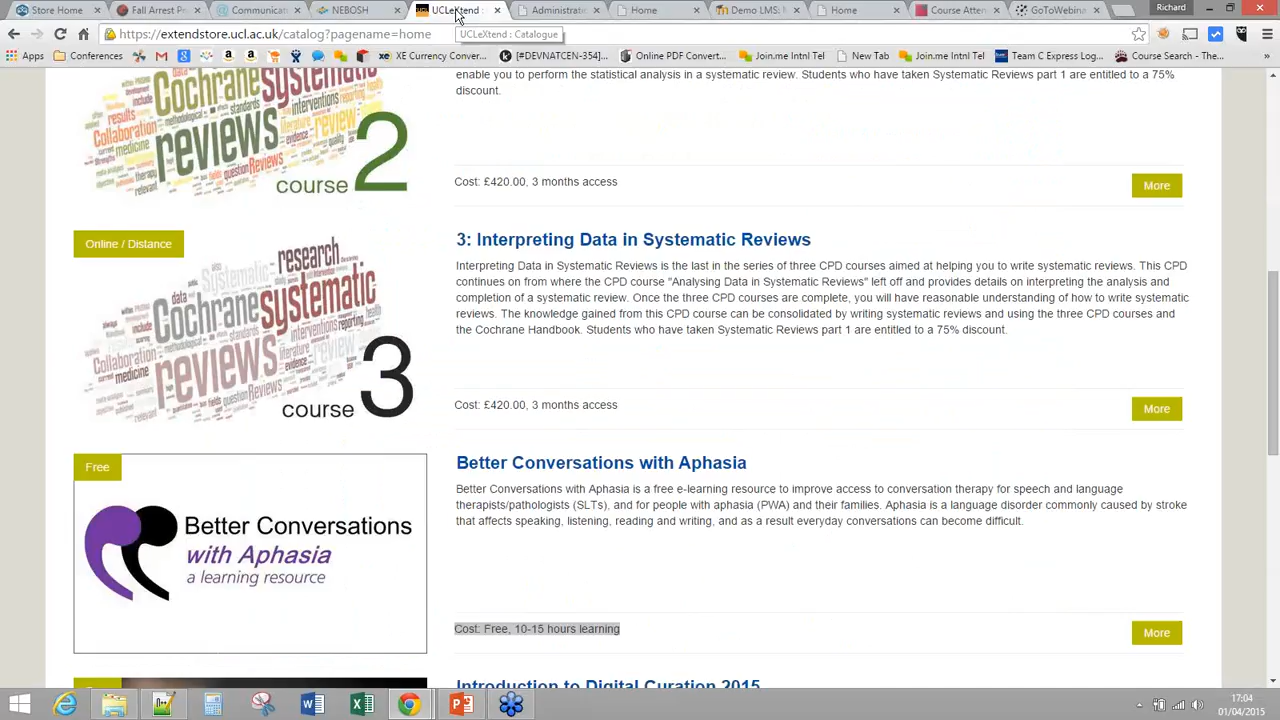 Store Home
Fall Arrest Pr
Communicati
NEBOSH
UCLeXtend :
Administrato
Home
Demo LMS:
Home
Course Atten
GoToWebina
Richard
https://extendstore.ucl.ac.uk/catalog?pagename=home
UCLeXtend : Catalogue
Apps
Conferences
XE Currency Conver...
[#DEVNATCEN-354]...
Online PDF Convert...
Join.me Intnl Tel
New Tab
Join.me Intnl Tel
Team C Express Log...
Course Search - The...
enable you to perform the statistical analysis in a systematic review. Students who have taken Systematic Reviews part 1 are entitled to a 75%
discount.
Cochrane systematic
reviews
course 2
Cost: £420.00, 3 months access
More
Online / Distance
3: Interpreting Data in Systematic Reviews
Interpreting Data in Systematic Reviews is the last in the series of three CPD courses aimed at helping you to write systematic reviews. This CPD
continues on from where the CPD course "Analysing Data in Systematic Reviews" left off and provides details on interpreting the analysis and
completion of a systematic review. Once the three CPD courses are complete, you will have reasonable understanding of how to write systematic
reviews. The knowledge gained from this CPD course can be consolidated by writing systematic reviews and using the three CPD courses and
the Cochrane Handbook. Students who have taken Systematic Reviews part 1 are entitled to a 75% discount.
research
Systematic
Cochrane systematic
reviews
course 3
Cost: £420.00, 3 months access
More
Free
Better Conversations with Aphasia
Better Conversations with Aphasia is a free e-learning resource to improve access to conversation therapy for speech and language
therapists/pathologists (SLTs), and for people with aphasia (PWA) and their families. Aphasia is a language disorder commonly caused by stroke
that affects speaking, listening, reading and writing, and as a result everyday conversations can become difficult.
Better Conversations
with Aphasia
a learning resource
Cost: Free, 10-15 hours learning
More
Introduction to Digital Curation 2015
17:04
01/04/2015